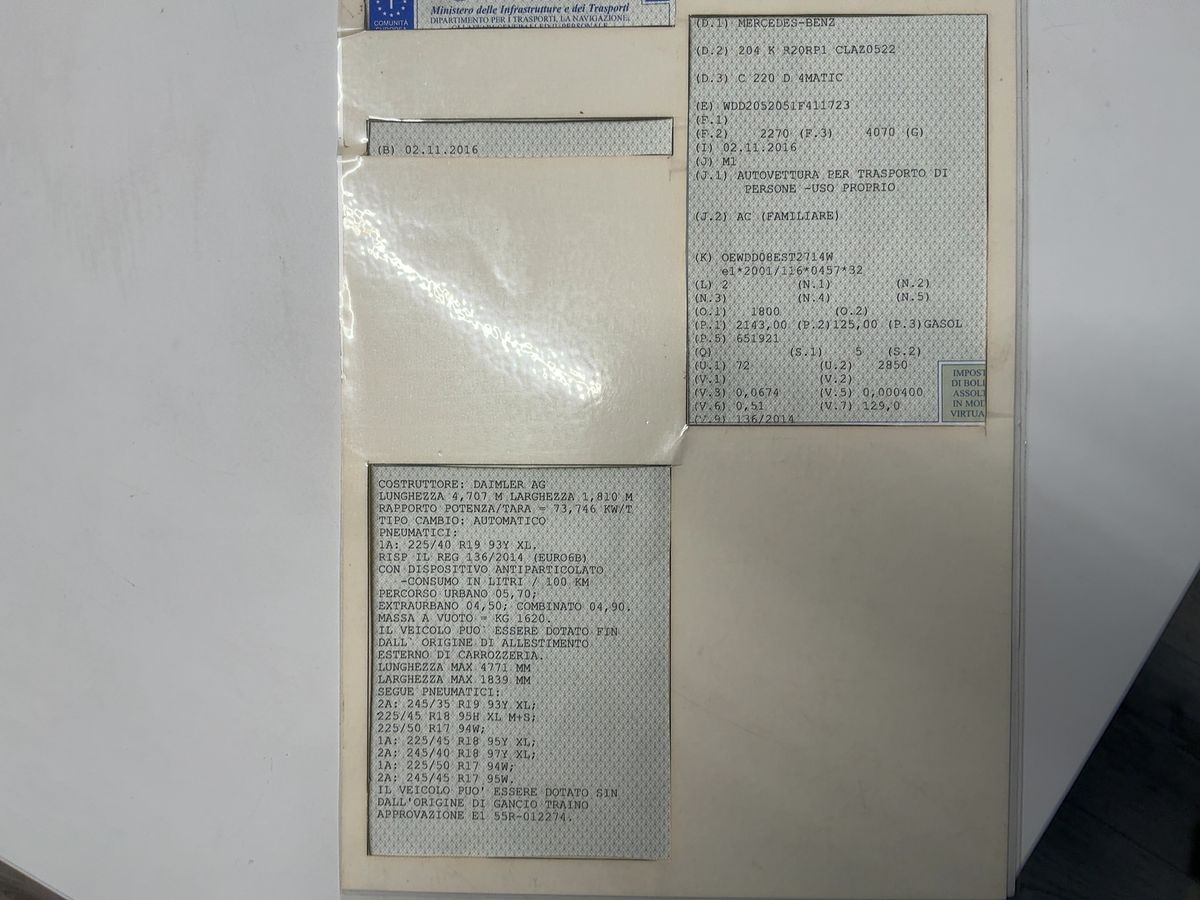 COMUNITÀ
EUROPEA
Ministero delle Infrastrutture e dei Trasporti
DIPARTIMENTO PER I TRASPORTI, LA NAVIGAZIONE,
(B) 02.11.2016
COSTRUTTORE: DAIMLER AG
LUNGHEZZA 4,707 M LARGHEZZA 1,810 M
RAPPORTO POTENZA/TARA = 73,746 KW/T
TIPO CAMBIO: AUTOMATICO
PNEUMATICI:
1A: 225/40 R19 93Y XL.
RISP IL REG 136/2014 (EURO6B)
CON DISPOSITIVO ANTIPARTICOLATO
-CONSUMO IN LITRI / 100 KM
PERCORSO URBANO 05,70;
EXTRAURBANO 04,50; COMBINATO 04,90.
MASSA A VUOTO = KG 1620.
IL VEICOLO PUO` ESSERE DOTATO FIN
DALL` ORIGINE DI ALLESTIMENTO
ESTERNO DI CARROZZERIA.
LUNGHEZZA MAX 4771 MM
LARGHEZZA MAX 1839 MM
SEGUE PNEUMATICI:
2A: 245/35 R19 93Y XL;
225/45 R18 95H XL M+S;
225/50 R17 94W;
1A: 225/45 R18 95Y XL;
2A: 245/40 R18 97Y XL;
1A: 225/50 R17 94W;
2A: 245/45 R17 95W.
IL VEICOLO PUO' ESSERE DOTATO SIN
DALL'ORIGINE DI GANCIO TRAINO
APPROVAZIONE E1 55R-012274.
(D.1) MERCEDES-BENZ
(D.2) 204 K R20RP1 CLAZ0522
(D.3) C 220 D 4MATIC
(E) WDD2052051F411723
(F.1)
(F.2) 2270 (F.3) 4070 (G)
(I) 02.11.2016
(J) M1
(J.1) AUTOVETTURA PER TRASPORTO DI
PERSONE -USO PROPRIO
(J.2) AC (FAMILIARE)
(K) OEWDD08EST2714W
e1*2001/116*0457*32
(L) 2 (N.1) (N.2)
(N.3) (N.4) (N.5)
(O.1) 1800 (O.2)
(P.1) 2143,00 (P.2)125,00 (P.3)GASOL
(P.5) 651921
(Q) (S.1) 5 (S.2)
(U.1) 72 (U.2) 2850
(V.1) (V.2)
(V.3) 0,0674 (V.5) 0,000400
(V.6) 0,51 (V.7) 129,0
(V.9) 136/2014
IMPOST
DI BOLL
ASSOLT
IN MOD
VIRTUA